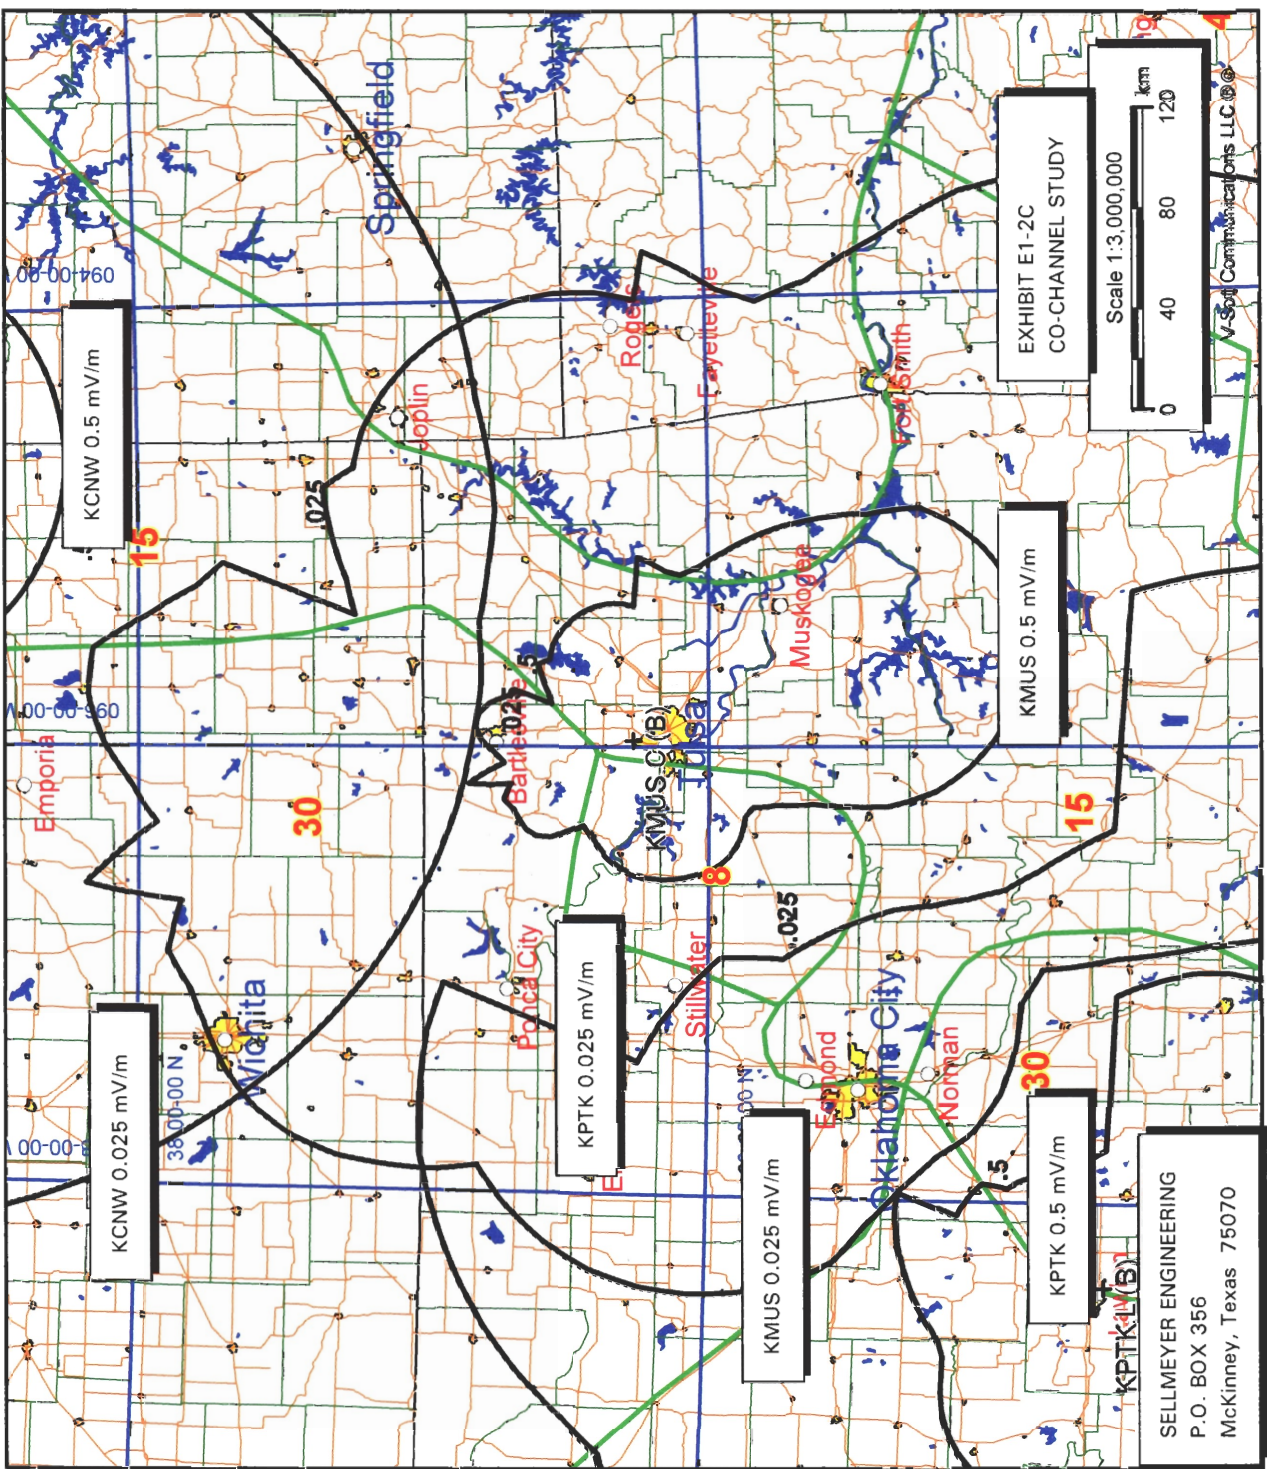 KCNW 0.025 mV/m
Emporia
KCNW 0.5 mV/m
094-00-00
15
096-00-00
38-00-00 N
Wichita
30
.025
Joplin
Springfield
Ponca City
Bartlesville
.025
.5
KPTK 0.025 mV/m
Rogers
Fayetteville
Stillwater
8
KMUS-C (B)
Tulsa
Muskogee
KMUS 0.025 mV/m
.025
Edmond
Oklahoma City
Norman
Fort Smith
KPTK 0.5 mV/m
.5
30
15
KMUS 0.5 mV/m
KPTK-L (B)
EXHIBIT E1-2C
CO-CHANNEL STUDY
Scale 1:3,000,000
0 40 80 120 km
V-Soft Communications LLC ® ©
4
SELLMEYER ENGINEERING
P.O. BOX 356
McKinney, Texas 75070